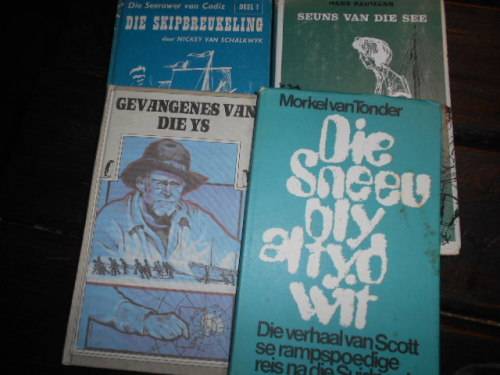 Die Seerower van Cadiz DEEL 1
DIE SKIPBREUKELING
deur NICKEY VAN SCHALKWYK
SEUNS VAN DIE SEE
GEVANGENES VAN
DIE YS
Morkel van Tonder
Die
Sneeu
bly
altyd
wit
Die verhaal van Scott
se rampspoedige
reis na die